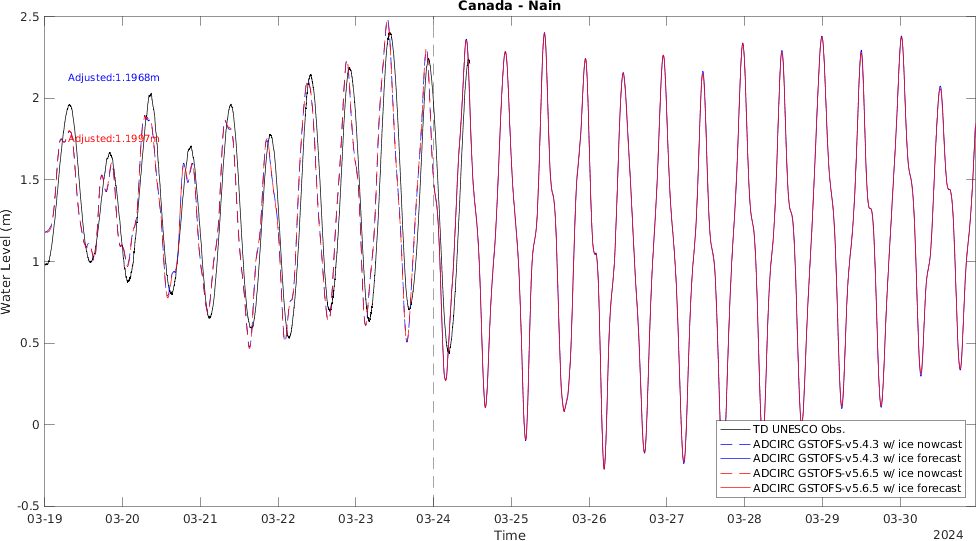 Canada - Nain
2.5
Adjusted:1.1968m
2
Adjusted:1.1997m
1.5
Water Level (m)
1
0.5
0
TD UNESCO Obs.
ADCIRC GSTOFS-v5.4.3 w/ ice nowcast
ADCIRC GSTOFS-v5.4.3 w/ ice forecast
ADCIRC GSTOFS-v5.6.5 w/ ice nowcast
ADCIRC GSTOFS-v5.6.5 w/ ice forecast
-0.5
03-19 03-20 03-21 03-22 03-23 03-24 03-25 03-26 03-27 03-28 03-29 03-30
Time
2024